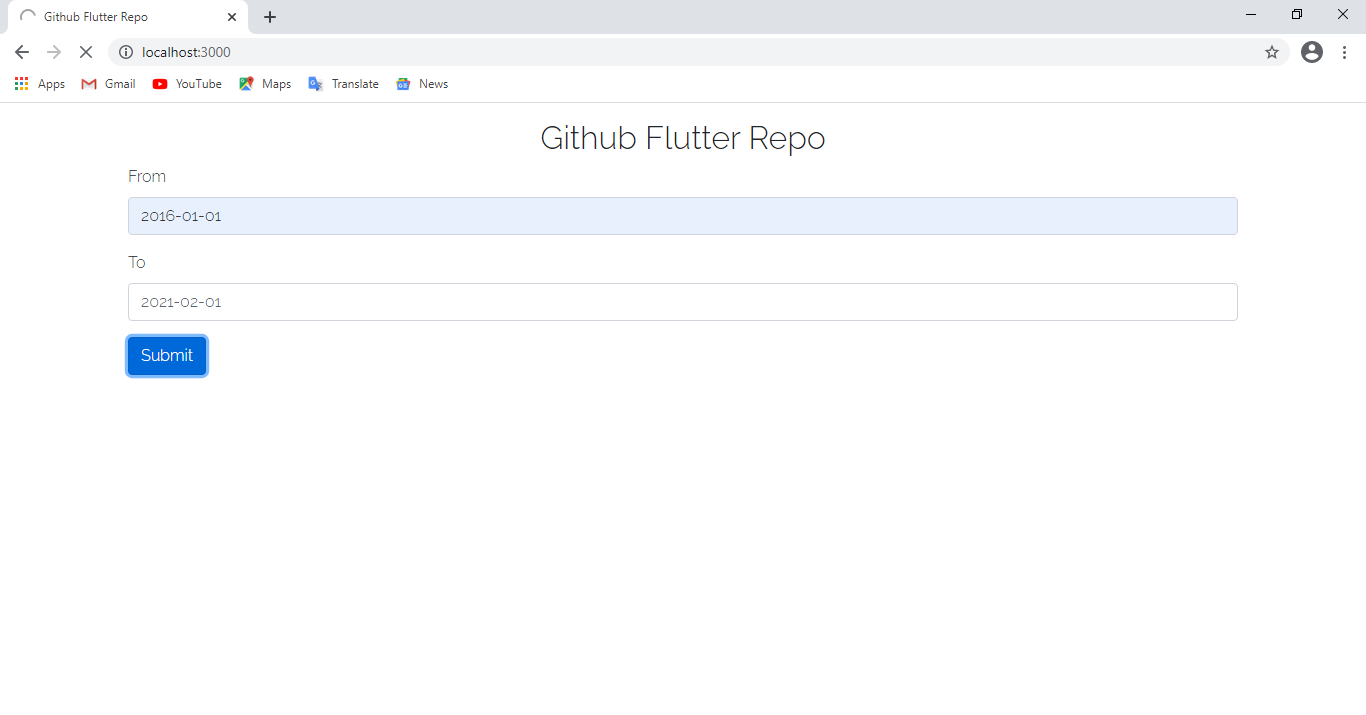 Github Flutter Repo
localhost:3000
Apps Gmail YouTube Maps Translate News
Github Flutter Repo
From
2016-01-01
To
2021-02-01
Submit